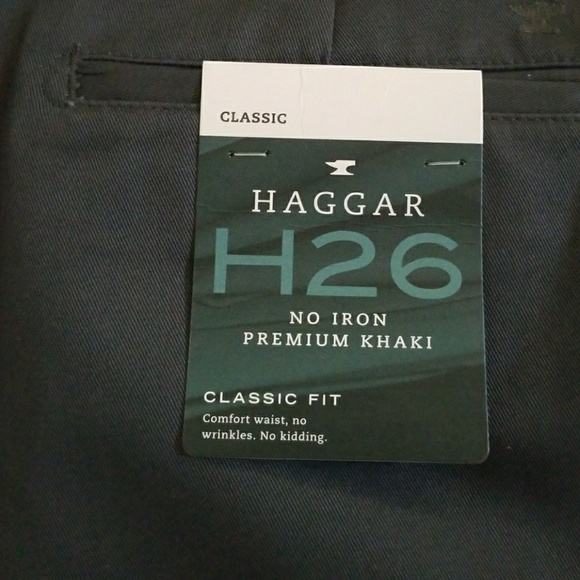 CLASSIC
HAGGAR
H26
NO IRON
PREMIUM KHAKI
CLASSIC FIT
Comfort waist, no
wrinkles. No kidding.